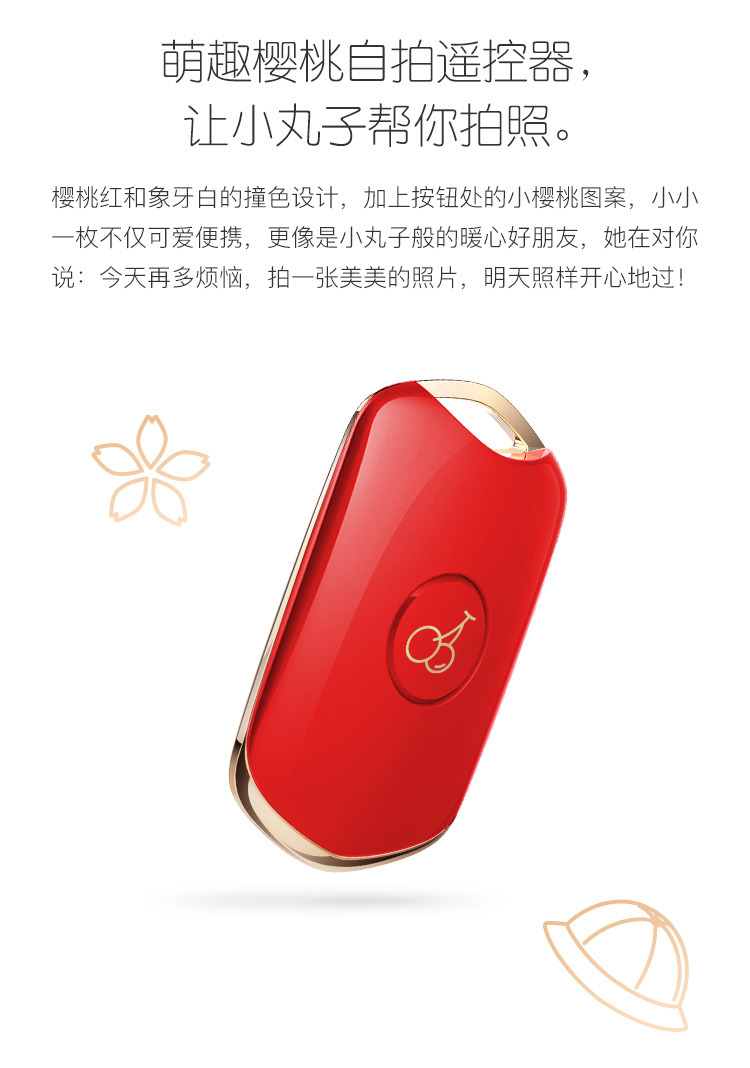 萌趣樱桃自拍遥控器，
让小丸子帮你拍照。
樱桃红和象牙白的撞色设计，加上按钮处的小樱桃图案，小小
一枚不仅可爱便携，更像是小丸子般的暖心好朋友，她在对你
说：今天再多烦恼，拍一张美美的照片，明天照样开心地过！